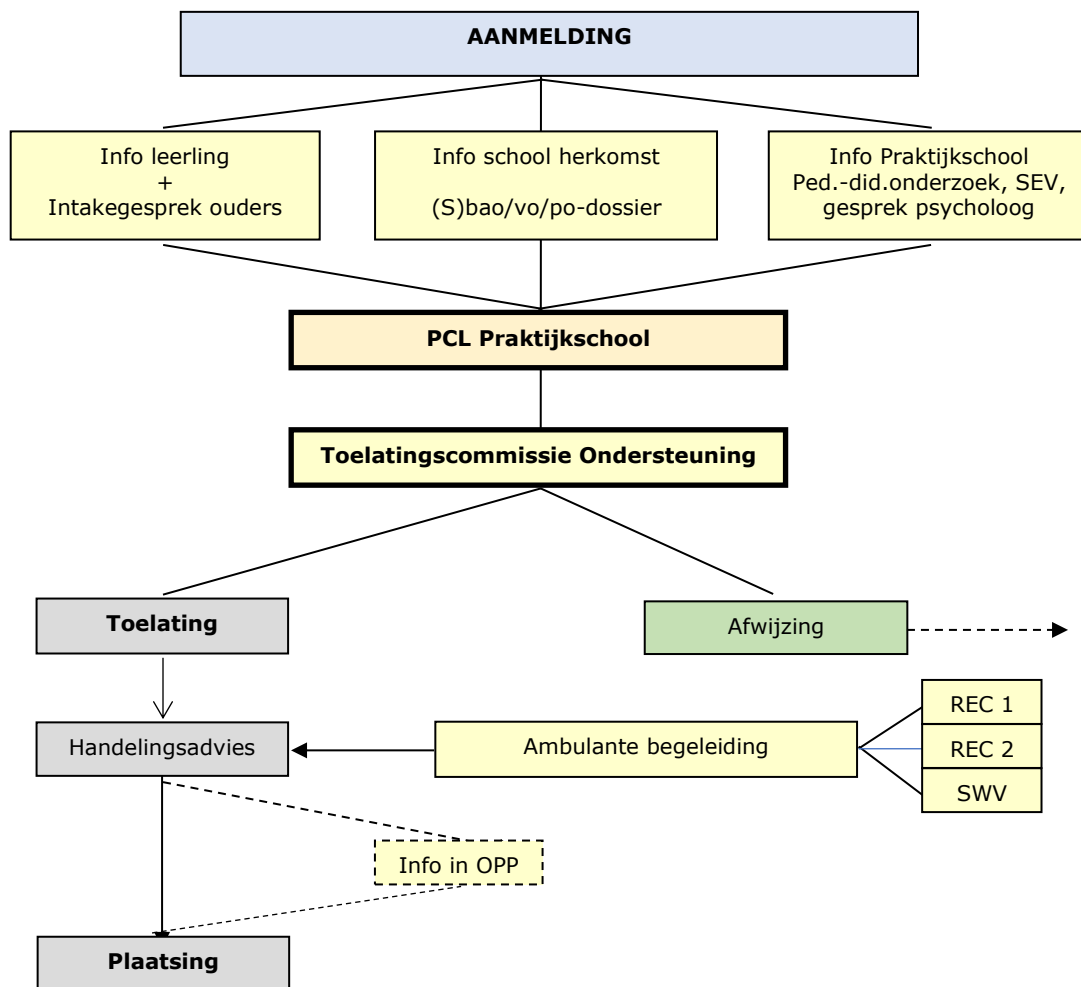 AANMELDING
Info leerling
+
Intakegesprek ouders
Info school herkomst
(S)bao/vo/po-dossier
Info Praktijkschool
Ped.-did.onderzoek, SEV,
gesprek psycholoog
PCL Praktijkschool
Toelatingscommissie Ondersteuning
Toelating
Afwijzing
Handelingsadvies
Ambulante begeleiding
REC 1
REC 2
SWV
Info in OPP
Plaatsing